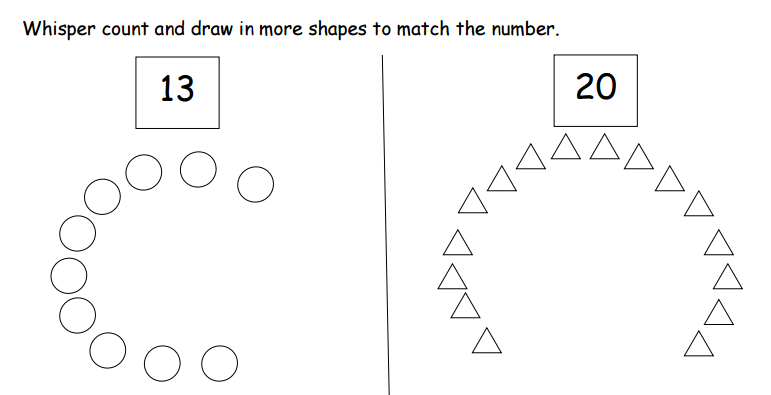 Whisper count and draw in more shapes to match the number.
13
20